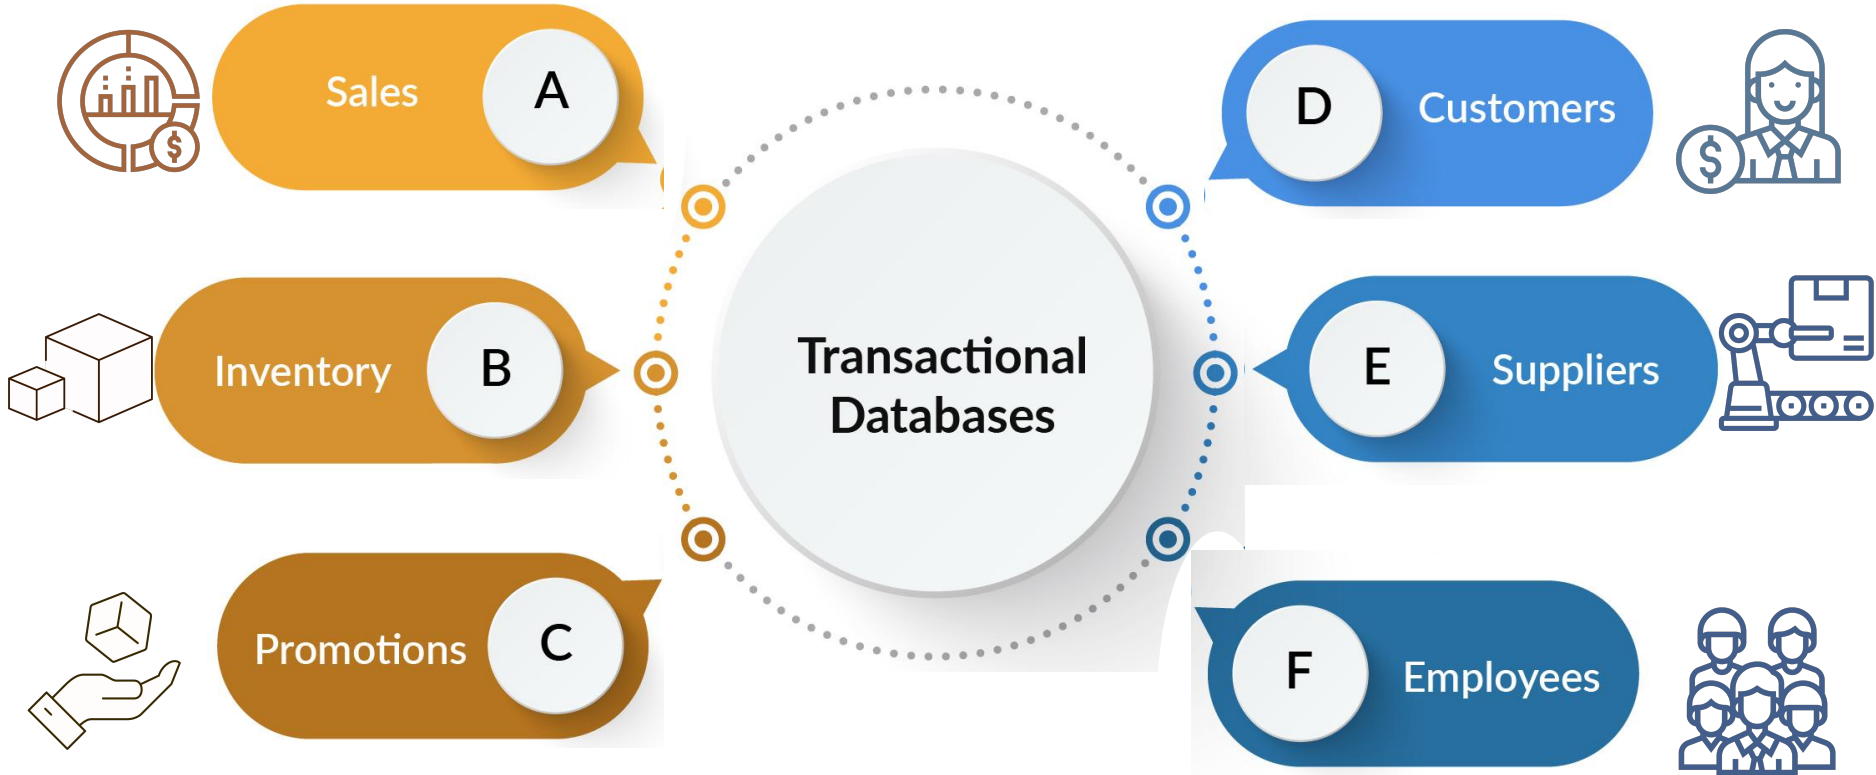 Sales
A
Inventory
B
Promotions
C
Transactional
Databases
D
Customers
E
Suppliers
F
Employees
$
$